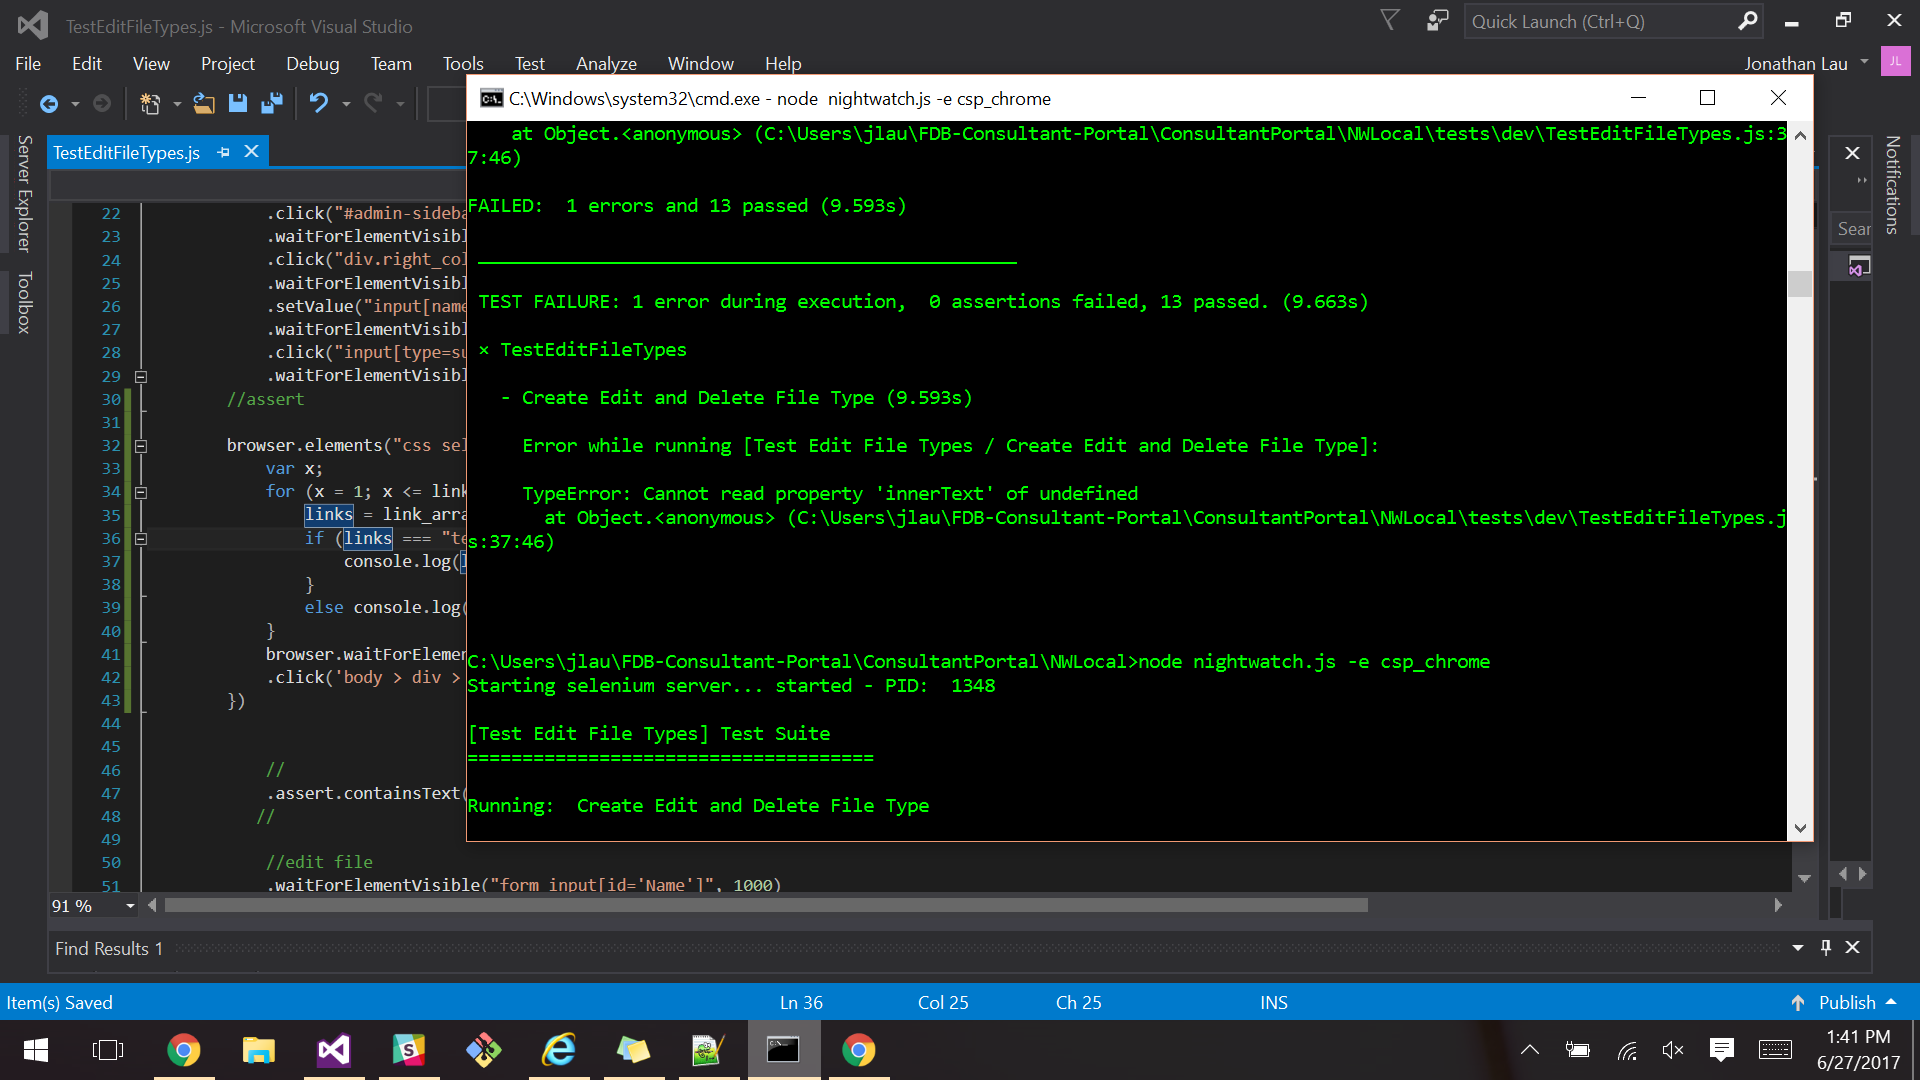 TestEditFileTypes.js - Microsoft Visual Studio
Quick Launch (Ctrl+Q)
File Edit View Project Debug Team Tools Test Analyze Window Help
Jonathan Lau
JL
C:\Windows\system32\cmd.exe - node  nightwatch.js -e csp_chrome
Server Explorer
Toolbox
Notifications
TestEditFileTypes.js
Sear
22 .click("#admin-sideba
23 .waitForElementVisibl
24 .click("div.right_col
25 .waitForElementVisibl
26 .setValue("input[name
27 .waitForElementVisibl
28 .click("input[type=su
29 .waitForElementVisibl
30 //assert
31
32 browser.elements("css sel
33 var x;
34 for (x = 1; x <= link
35 links = link_arra
36 if (links === "te
37 console.log(l
38 }
39 else console.log(
40 }
41 browser.waitForElemen
42 .click('body > div >
43 })
44
45
46 //
47 .assert.containsText(
48 //
49
50 //edit file
51 .waitForElementVisible("form input[id='Name']", 1000)
at Object.<anonymous> (C:\Users\jlau\FDB-Consultant-Portal\ConsultantPortal\NWLocal\tests\dev\TestEditFileTypes.js:3
7:46)
FAILED:  1 errors and 13 passed (9.593s)
TEST FAILURE: 1 error during execution,  0 assertions failed, 13 passed. (9.663s)
× TestEditFileTypes
- Create Edit and Delete File Type (9.593s)
Error while running [Test Edit File Types / Create Edit and Delete File Type]:
TypeError: Cannot read property 'innerText' of undefined
at Object.<anonymous> (C:\Users\jlau\FDB-Consultant-Portal\ConsultantPortal\NWLocal\tests\dev\TestEditFileTypes.j
s:37:46)
C:\Users\jlau\FDB-Consultant-Portal\ConsultantPortal\NWLocal>node nightwatch.js -e csp_chrome
Starting selenium server... started - PID:  1348
[Test Edit File Types] Test Suite
=====================================
Running:  Create Edit and Delete File Type
91 %
Find Results 1
Item(s) Saved Ln 36 Col 25 Ch 25 INS Publish
1:41 PM
6/27/2017